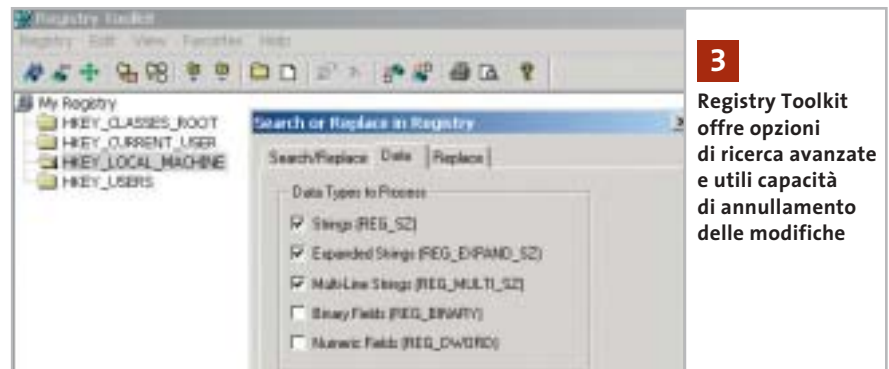 Registry Toolkit
Registry Edit View Favorites Help
My Registry
HKEY_CLASSES_ROOT
HKEY_CURRENT_USER
HKEY_LOCAL_MACHINE
HKEY_USERS
Search or Replace in Registry
Search/Replace Data Replace
Data Types to Process
Strings (REG_SZ)
Expanded Strings (REG_EXPAND_SZ)
Multi-Line Strings (REG_MULTI_SZ)
Binary Fields (REG_BINARY)
Numeric Fields (REG_DWORD)
3
Registry Toolkit
offre opzioni
di ricerca avanzate
e utili capacità
di annullamento
delle modifiche